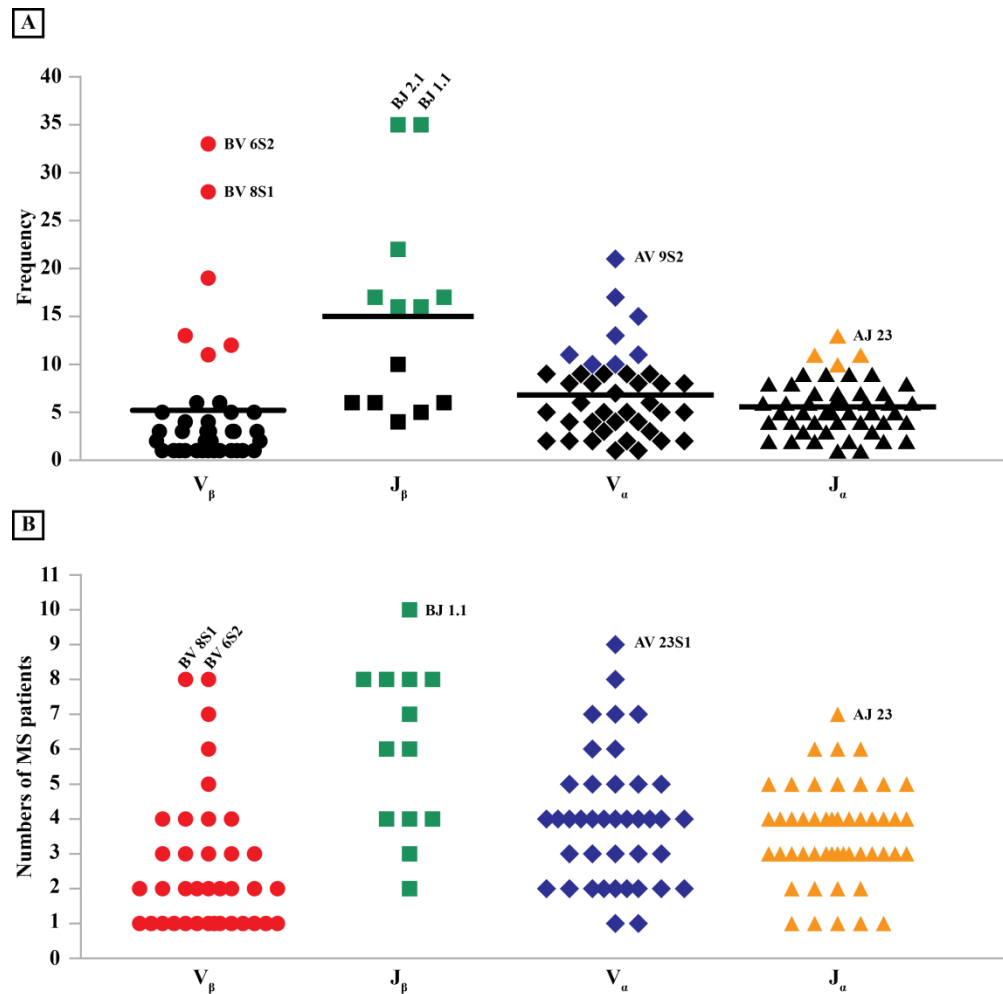 A
Frequency
40
35
30
25
20
15
10
5
0
BV 6S2
BV 8S1
BJ 2.1
BJ 1.1
AV 9S2
AJ 23
Vβ
Jβ
Vα
Jα
B
Numbers of MS patients
11
10
9
8
7
6
5
4
3
2
1
0
BV 8S1
BV 6S2
BJ 1.1
AV 23S1
AJ 23
Vβ
Jβ
Vα
Jα